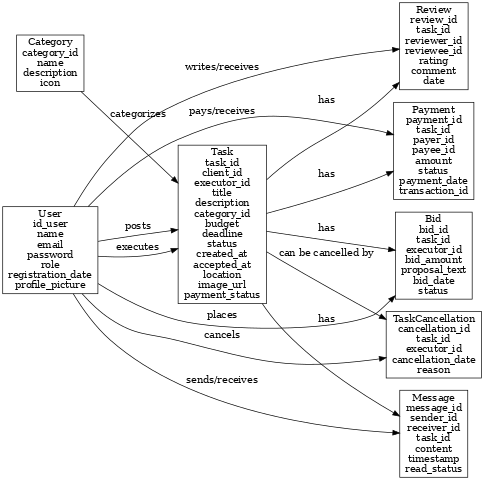 Category
category_id
name
description
icon
User
id_user
name
email
password
role
registration_date
profile_picture
Task
task_id
client_id
executor_id
title
description
category_id
budget
deadline
status
created_at
accepted_at
location
image_url
payment_status
Review
review_id
task_id
reviewer_id
reviewee_id
rating
comment
date
Payment
payment_id
task_id
payer_id
payee_id
amount
status
payment_date
transaction_id
Bid
bid_id
task_id
executor_id
bid_amount
proposal_text
bid_date
status
TaskCancellation
cancellation_id
task_id
executor_id
cancellation_date
reason
Message
message_id
sender_id
receiver_id
task_id
content
timestamp
read_status
writes/receives
categorizes
pays/receives
posts
executes
places
cancels
sends/receives
has
has
has
can be cancelled by
has